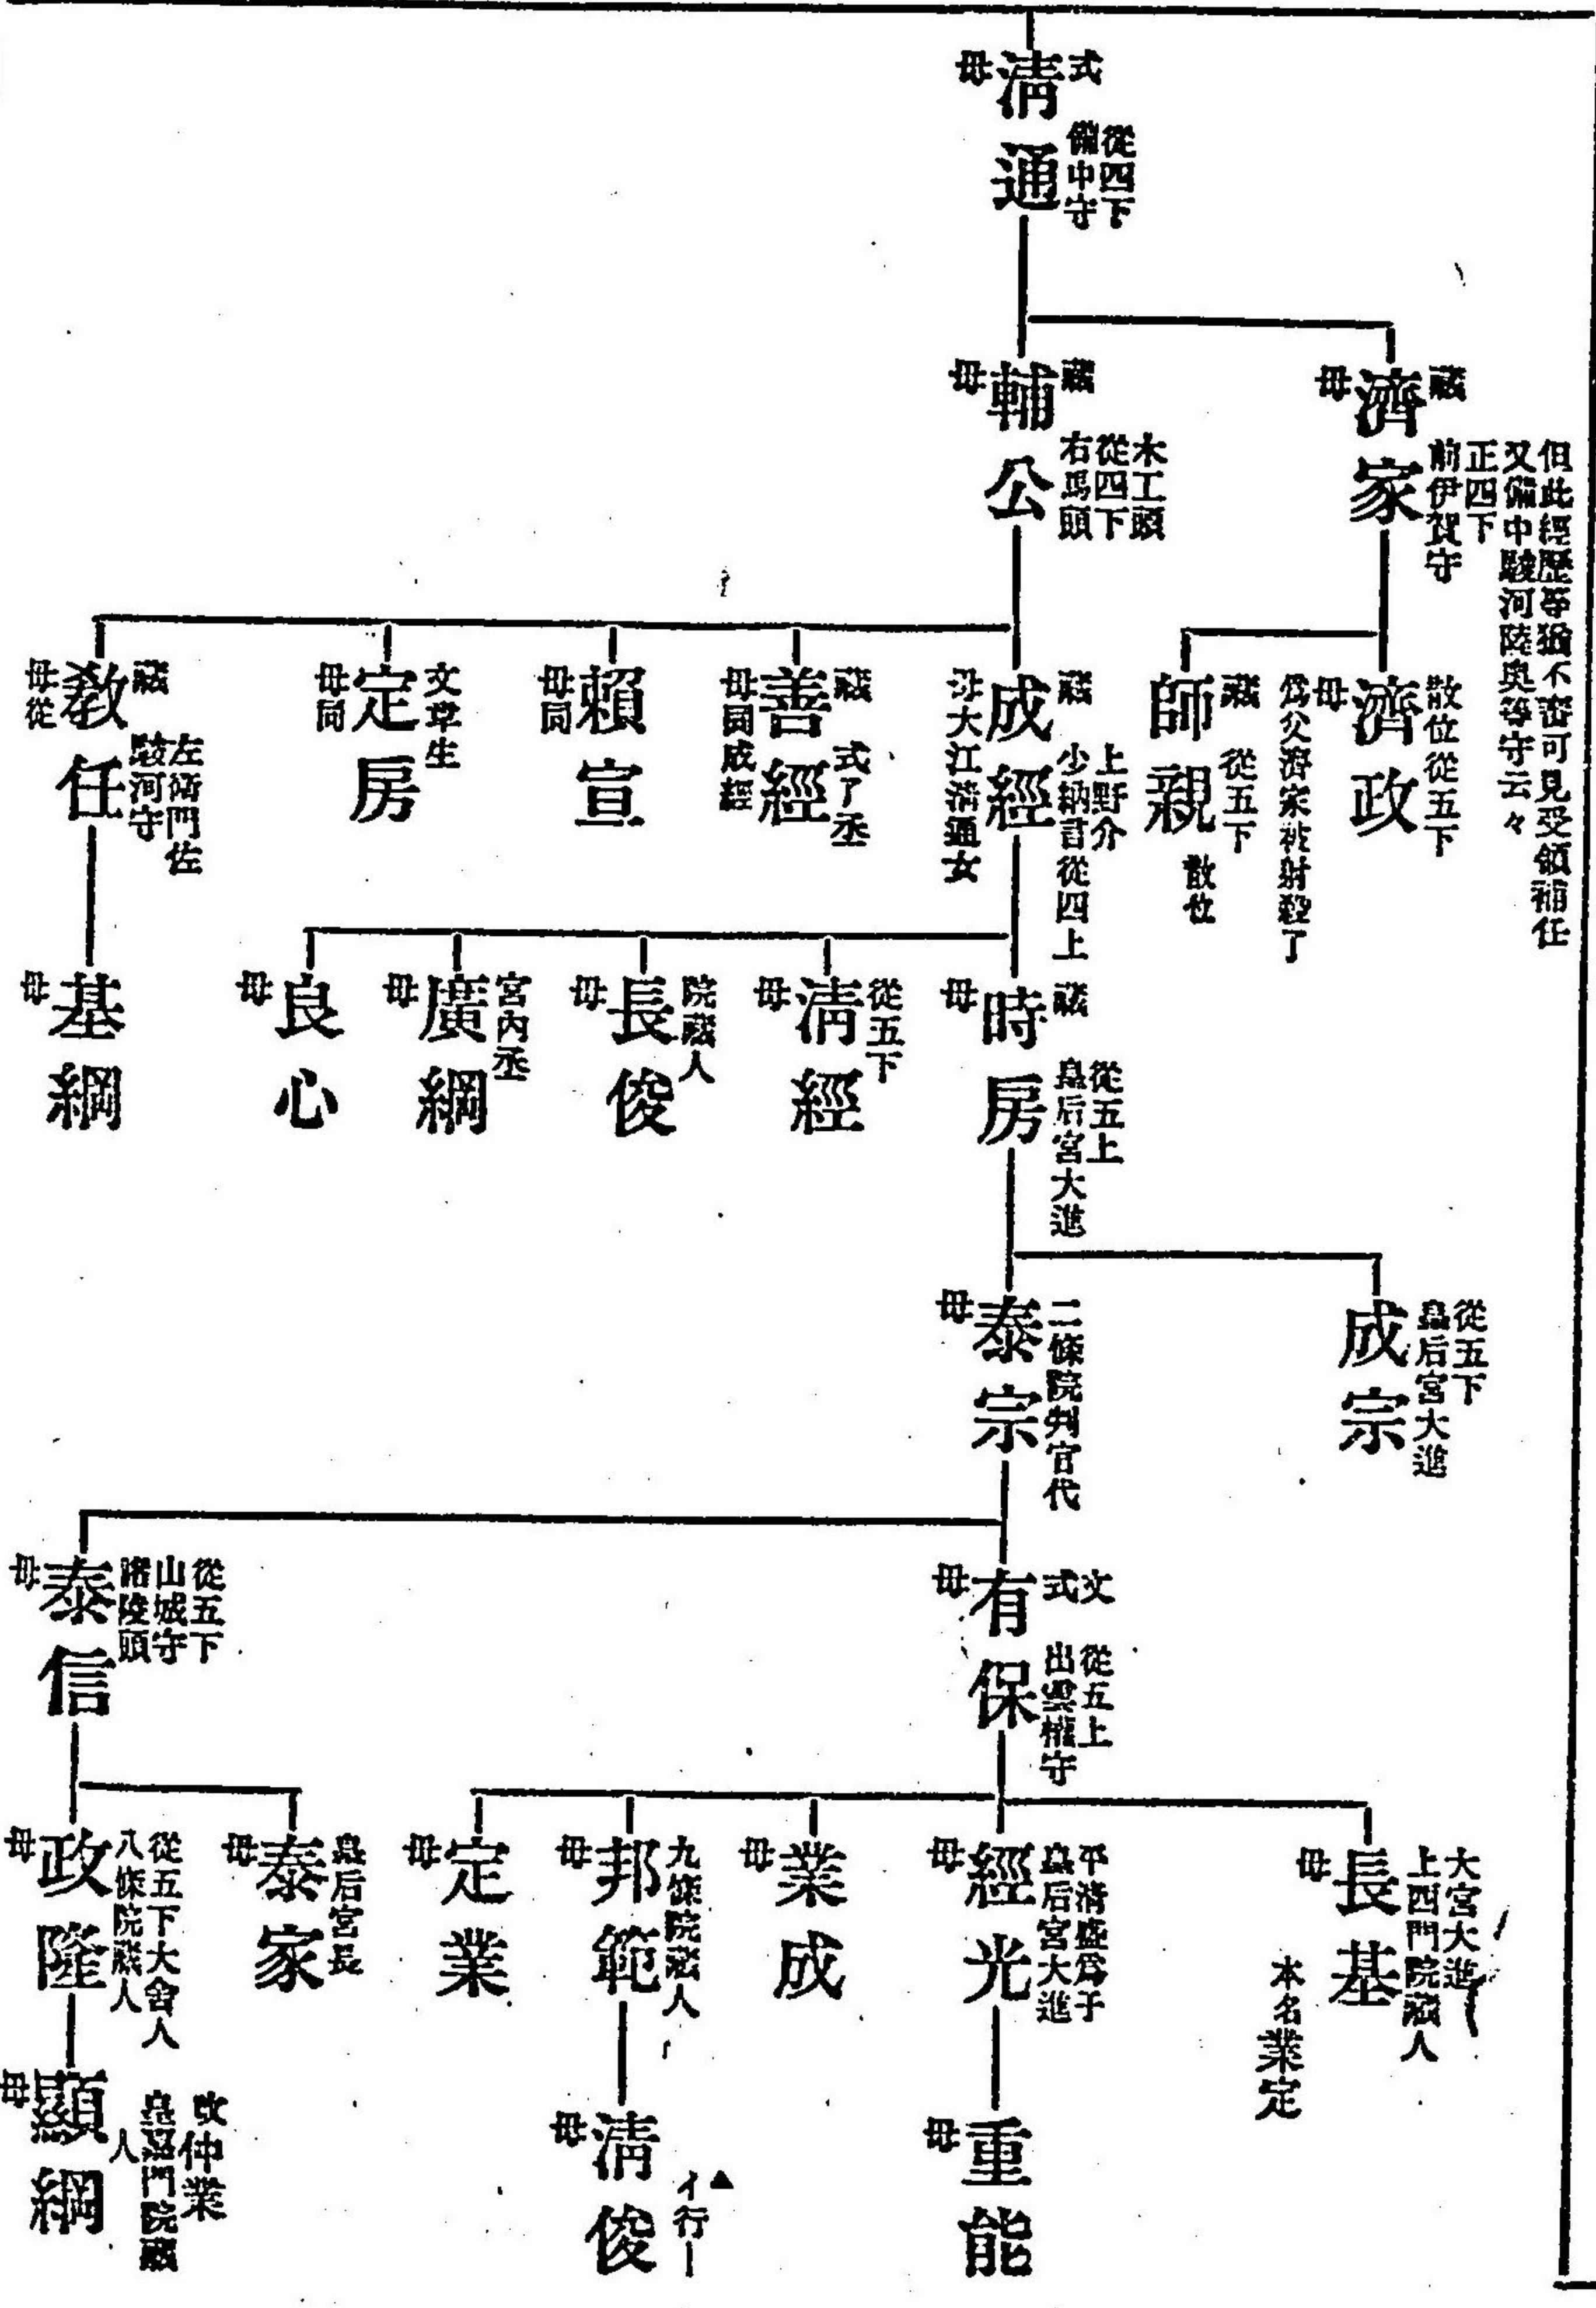 式
清通
從四下
備中守
母
藏
濟家
但此經歷等猶不審可見受領補任
又備中駿河陸奥等守云々
正四下
前伊賀守
母
藏
輔公
木工頭
從四下
右馬頭
母
濟政
散位從五下
母
爲父濟家被射殺了
藏
師親
從五下
散位
藏
成經
上野介
少納言從四上
母大江清通女
藏
善經
式了丞
母同成經
賴宣
母同
文章生
定房
母同
藏
教任
左衛門佐
駿河守
母從
藏
時房
從五上
皇后宮大進
母
從五下
清經
母
院藏人
長俊
母
宮內丞
廣綱
母
良心
母
基綱
母
從五下
皇后宮大進
成宗
二條院判官代
泰宗
母
文
式
有保
從五上
出雲權守
母
從五下
山城守
諸陵頭
泰信
母
大宮大進
上西門院藏人
長基
母
本名業定
平清盛爲子
皇后宮大進
經光
母
業成
母
九條院藏人
邦範
母
定業
母
皇后宮長
泰家
母
從五下大舍人
八條院藏人
政隆
母
重能
母
▲
イ行ー
清俊
母
改仲業
皇嘉門院藏
人
顯綱
母